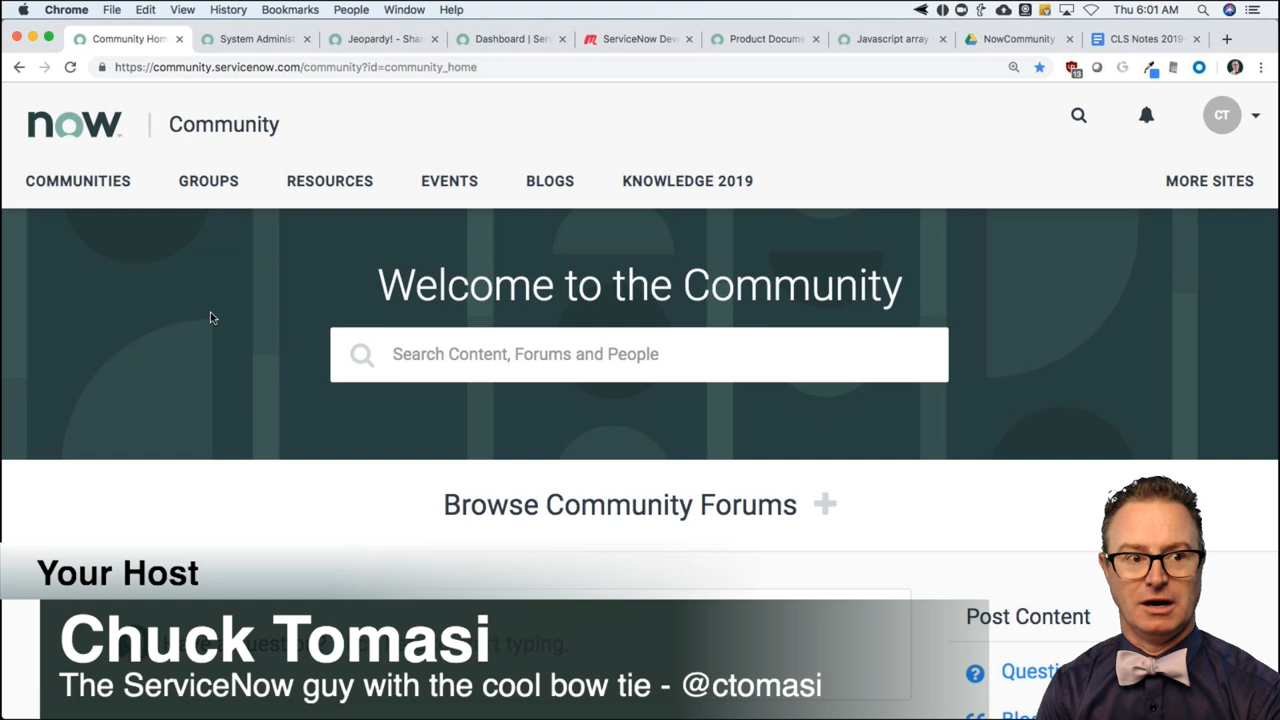 Chrome File Edit View History Bookmarks People Window Help Thu 6:01 AM
Community Hom System Administ Jeopardy! - Shar Dashboard | Serv ServiceNow Dev Product Docume Javascript array NowCommunity CLS Notes 2019-
https://community.servicenow.com/community?id=community_home
13
now Community
CT
COMMUNITIES GROUPS RESOURCES EVENTS BLOGS KNOWLEDGE 2019 MORE SITES
Welcome to the Community
Search Content, Forums and People
Browse Community Forums
Your Host
Chuck Tomasi
typing.
The ServiceNow guy with the cool bow tie - @ctomasi
Post Content